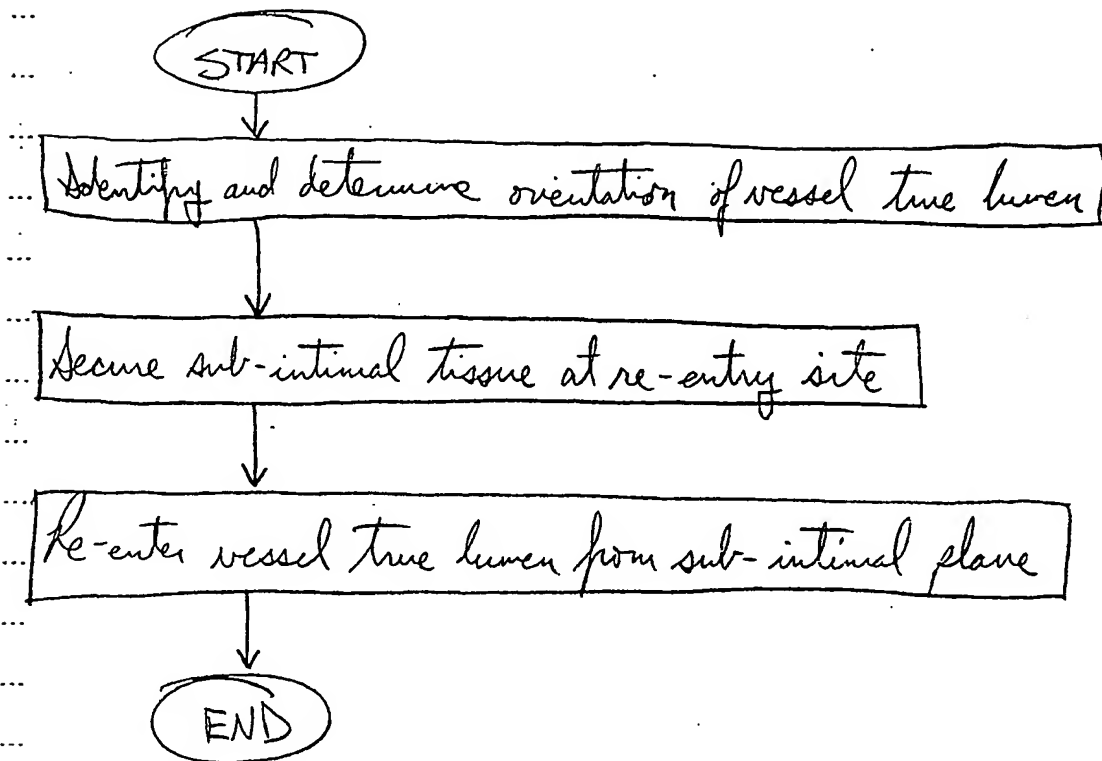 START
Identify and determine orientation of vessel true lumen
Secure sub-intimal tissue at re-entry site
Re-enter vessel true lumen from sub-intimal plane
END